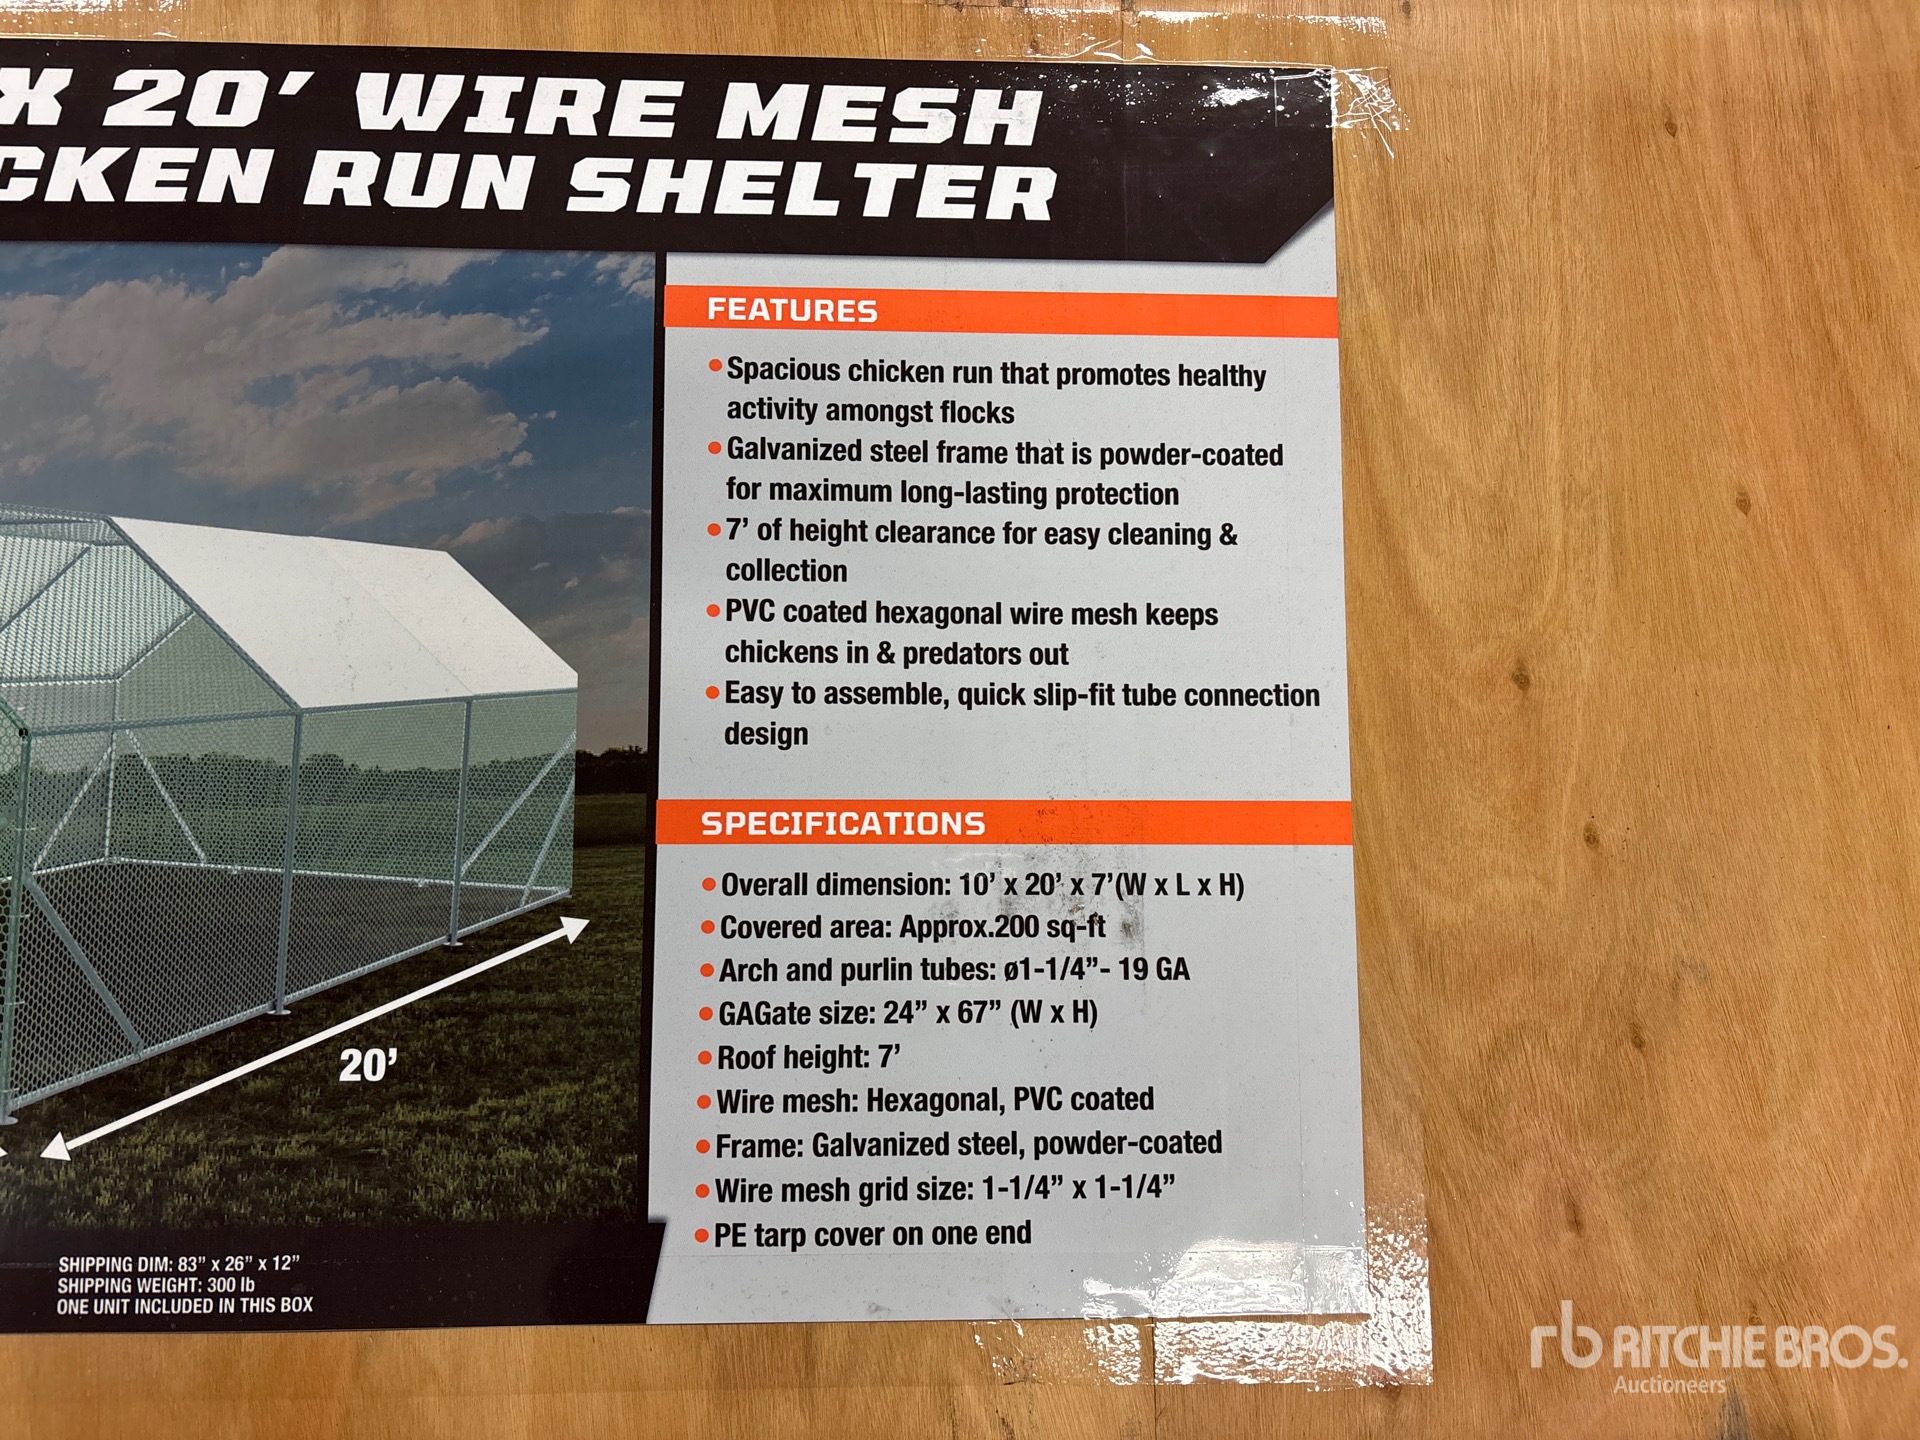 X 20’ WIRE MESH
CKEN RUN SHELTER
FEATURES
• Spacious chicken run that promotes healthy
activity amongst flocks
• Galvanized steel frame that is powder-coated
for maximum long-lasting protection
• 7’ of height clearance for easy cleaning &
collection
• PVC coated hexagonal wire mesh keeps
chickens in & predators out
• Easy to assemble, quick slip-fit tube connection
design
SPECIFICATIONS
• Overall dimension: 10’ x 20’ x 7’(W x L x H)
• Covered area: Approx.200 sq-ft
• Arch and purlin tubes: ø1-1/4”- 19 GA
• GAGate size: 24” x 67” (W x H)
• Roof height: 7’
• Wire mesh: Hexagonal, PVC coated
• Frame: Galvanized steel, powder-coated
• Wire mesh grid size: 1-1/4” x 1-1/4”
• PE tarp cover on one end
20’
SHIPPING DIM: 83” x 26” x 12”
SHIPPING WEIGHT: 300 lb
ONE UNIT INCLUDED IN THIS BOX
rb RITCHIE BROS.
Auctioneers